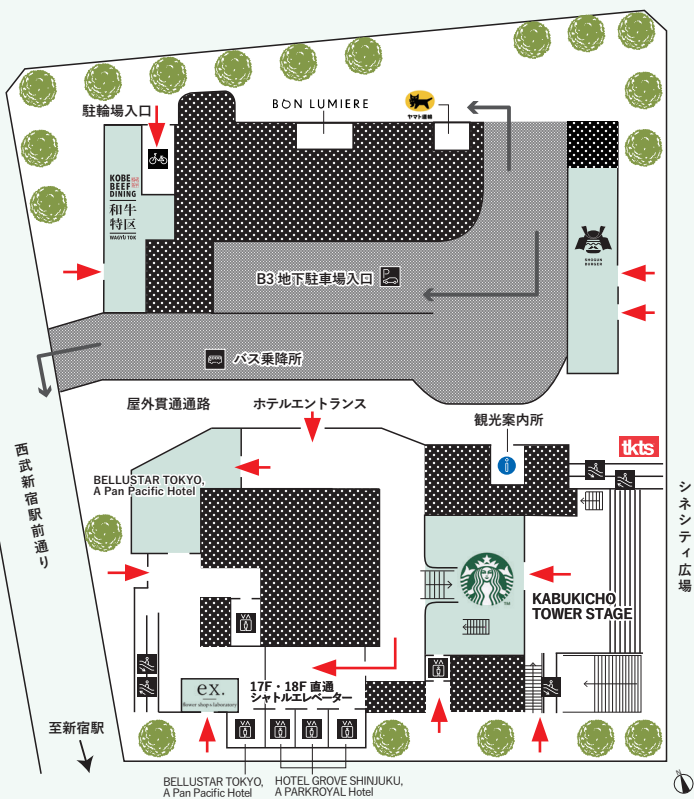 駐輪場入口
BON LUMIERE
ヤマト運輸
KOBE
BEEF
DINING
和牛
特区
WAGYU TOK
SHOGUN
BURGER
B3 地下駐車場入口
P
バス乗降所
屋外貫通通路
ホテルエントランス
観光案内所
tkts
西武新宿駅前通り
シネシティ広場
BELLUSTAR TOKYO,
A Pan Pacific Hotel
KABUKICHO
TOWER STAGE
17F・18F 直通
シャトルエレベーター
ex.
flower shop & laboratory
至新宿駅
BELLUSTAR TOKYO,
A Pan Pacific Hotel
HOTEL GROVE SHINJUKU,
A PARKROYAL Hotel
N